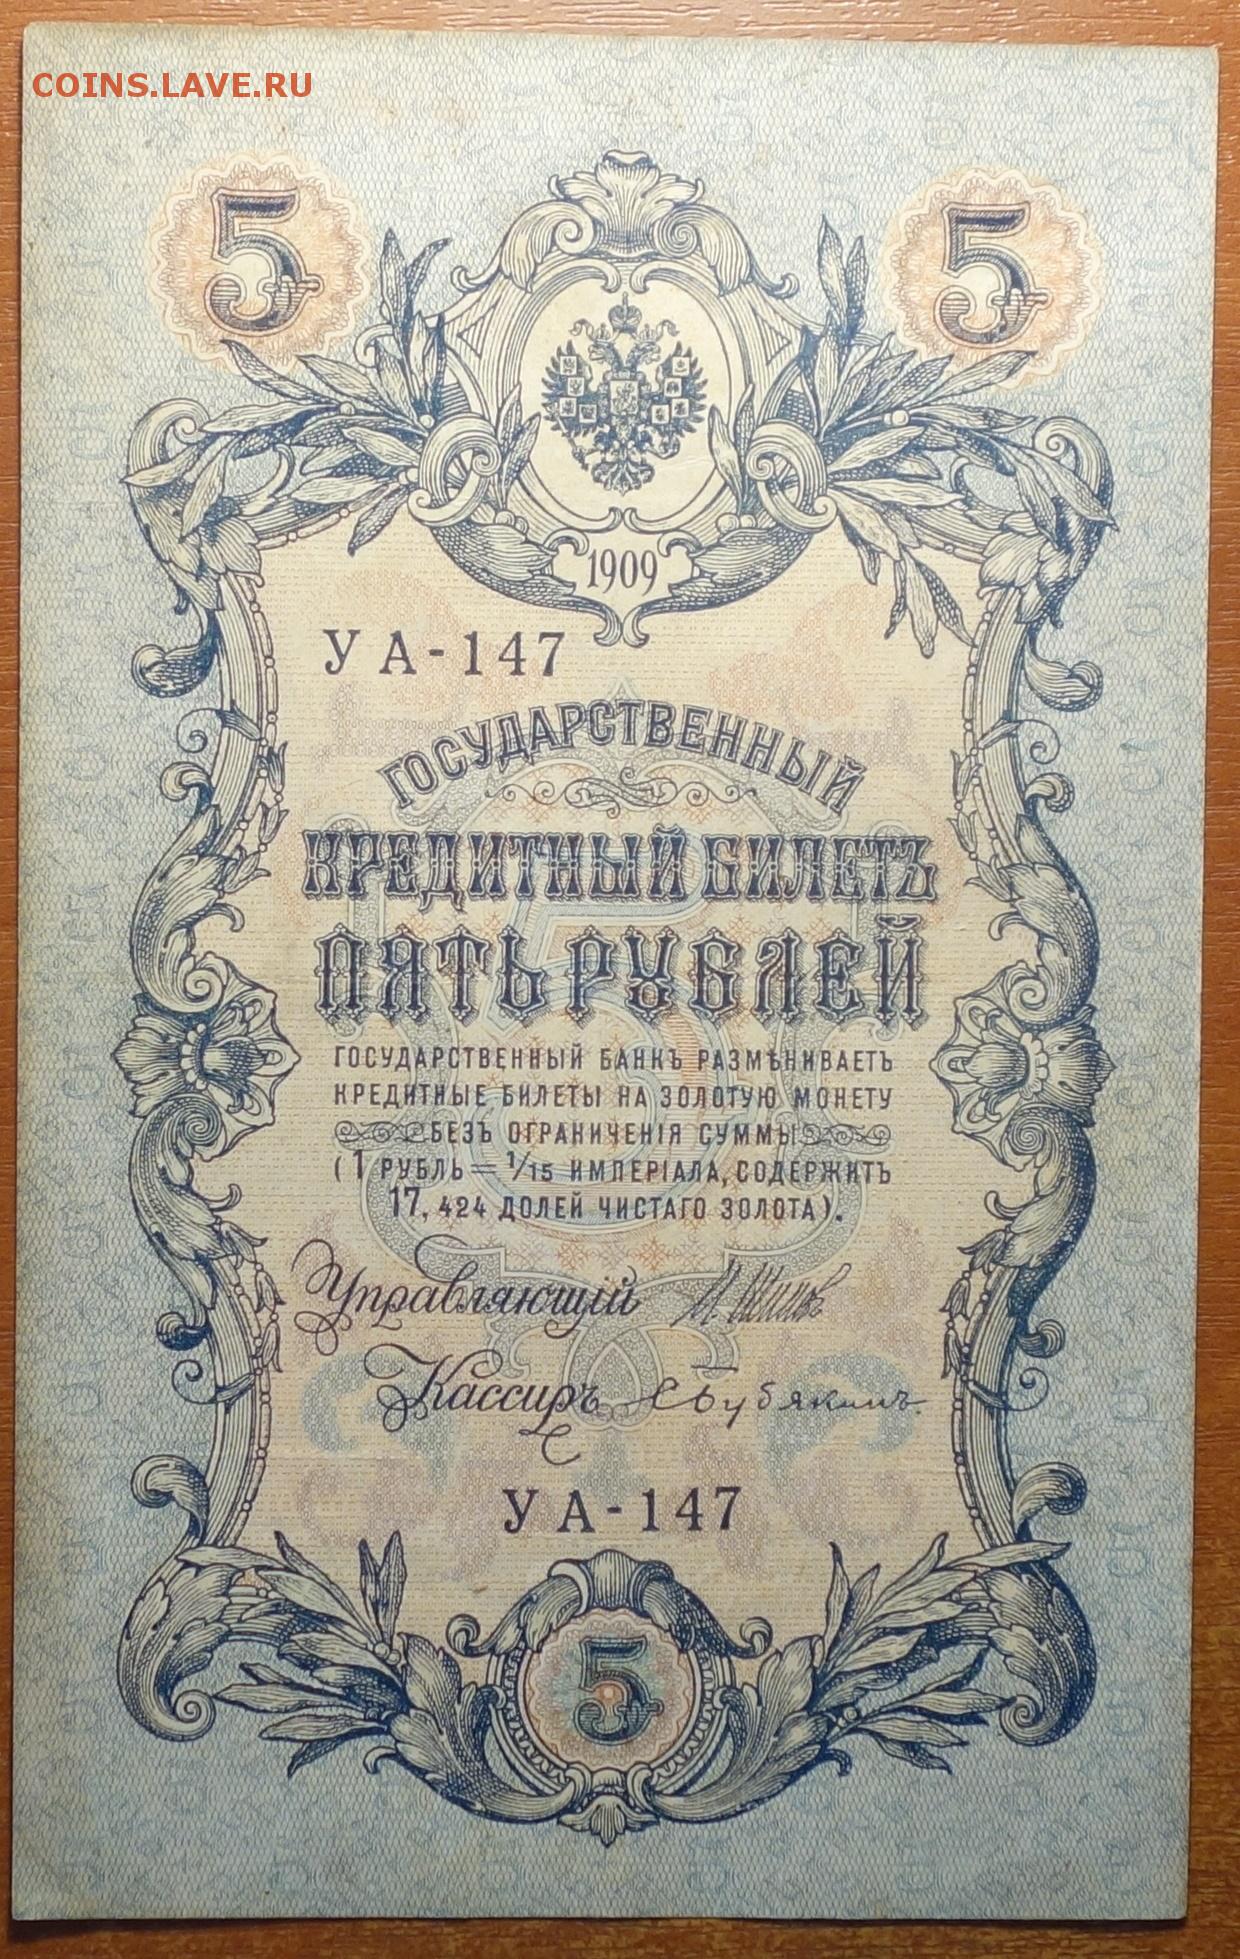 COINS.LAVE.RU
5 5
1909
УА-147
ГОСУДАРСТВЕННЫЙ
КРЕДИТНЫЙ БИЛЕТЪ
ПЯТЬ РУБЛЕЙ
ГОСУДАРСТВЕННЫЙ БАНКЪ РАЗМѢНИВАЕТЪ
КРЕДИТНЫЕ БИЛЕТЫ НА ЗОЛОТУЮ МОНЕТУ
БЕЗЪ ОГРАНИЧЕНІЯ СУММЫ
(1 РУБЛЬ = 1/15 ИМПЕРІАЛА, СОДЕРЖИТЪ
17,424 ДОЛЕЙ ЧИСТАГО ЗОЛОТА).
Управляющій И. Шиповъ
Кассиръ С Бубякинъ.
УА-147
5